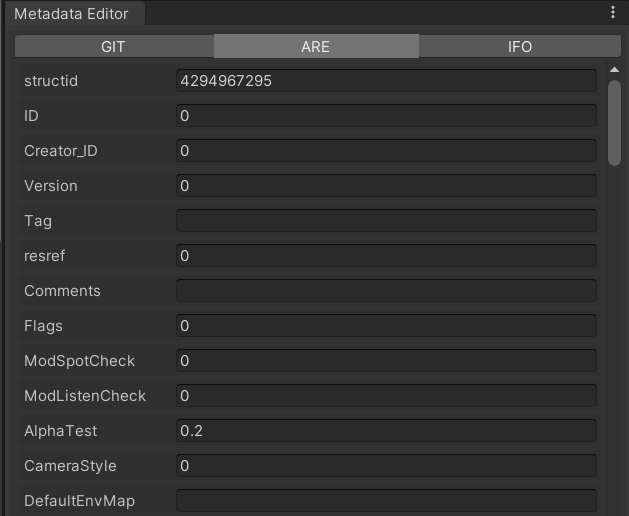 Metadata Editor
GIT ARE IFO
structid 4294967295
ID 0
Creator_ID 0
Version 0
Tag
resref 0
Comments
Flags 0
ModSpotCheck 0
ModListenCheck 0
AlphaTest 0.2
CameraStyle 0
DefaultEnvMap